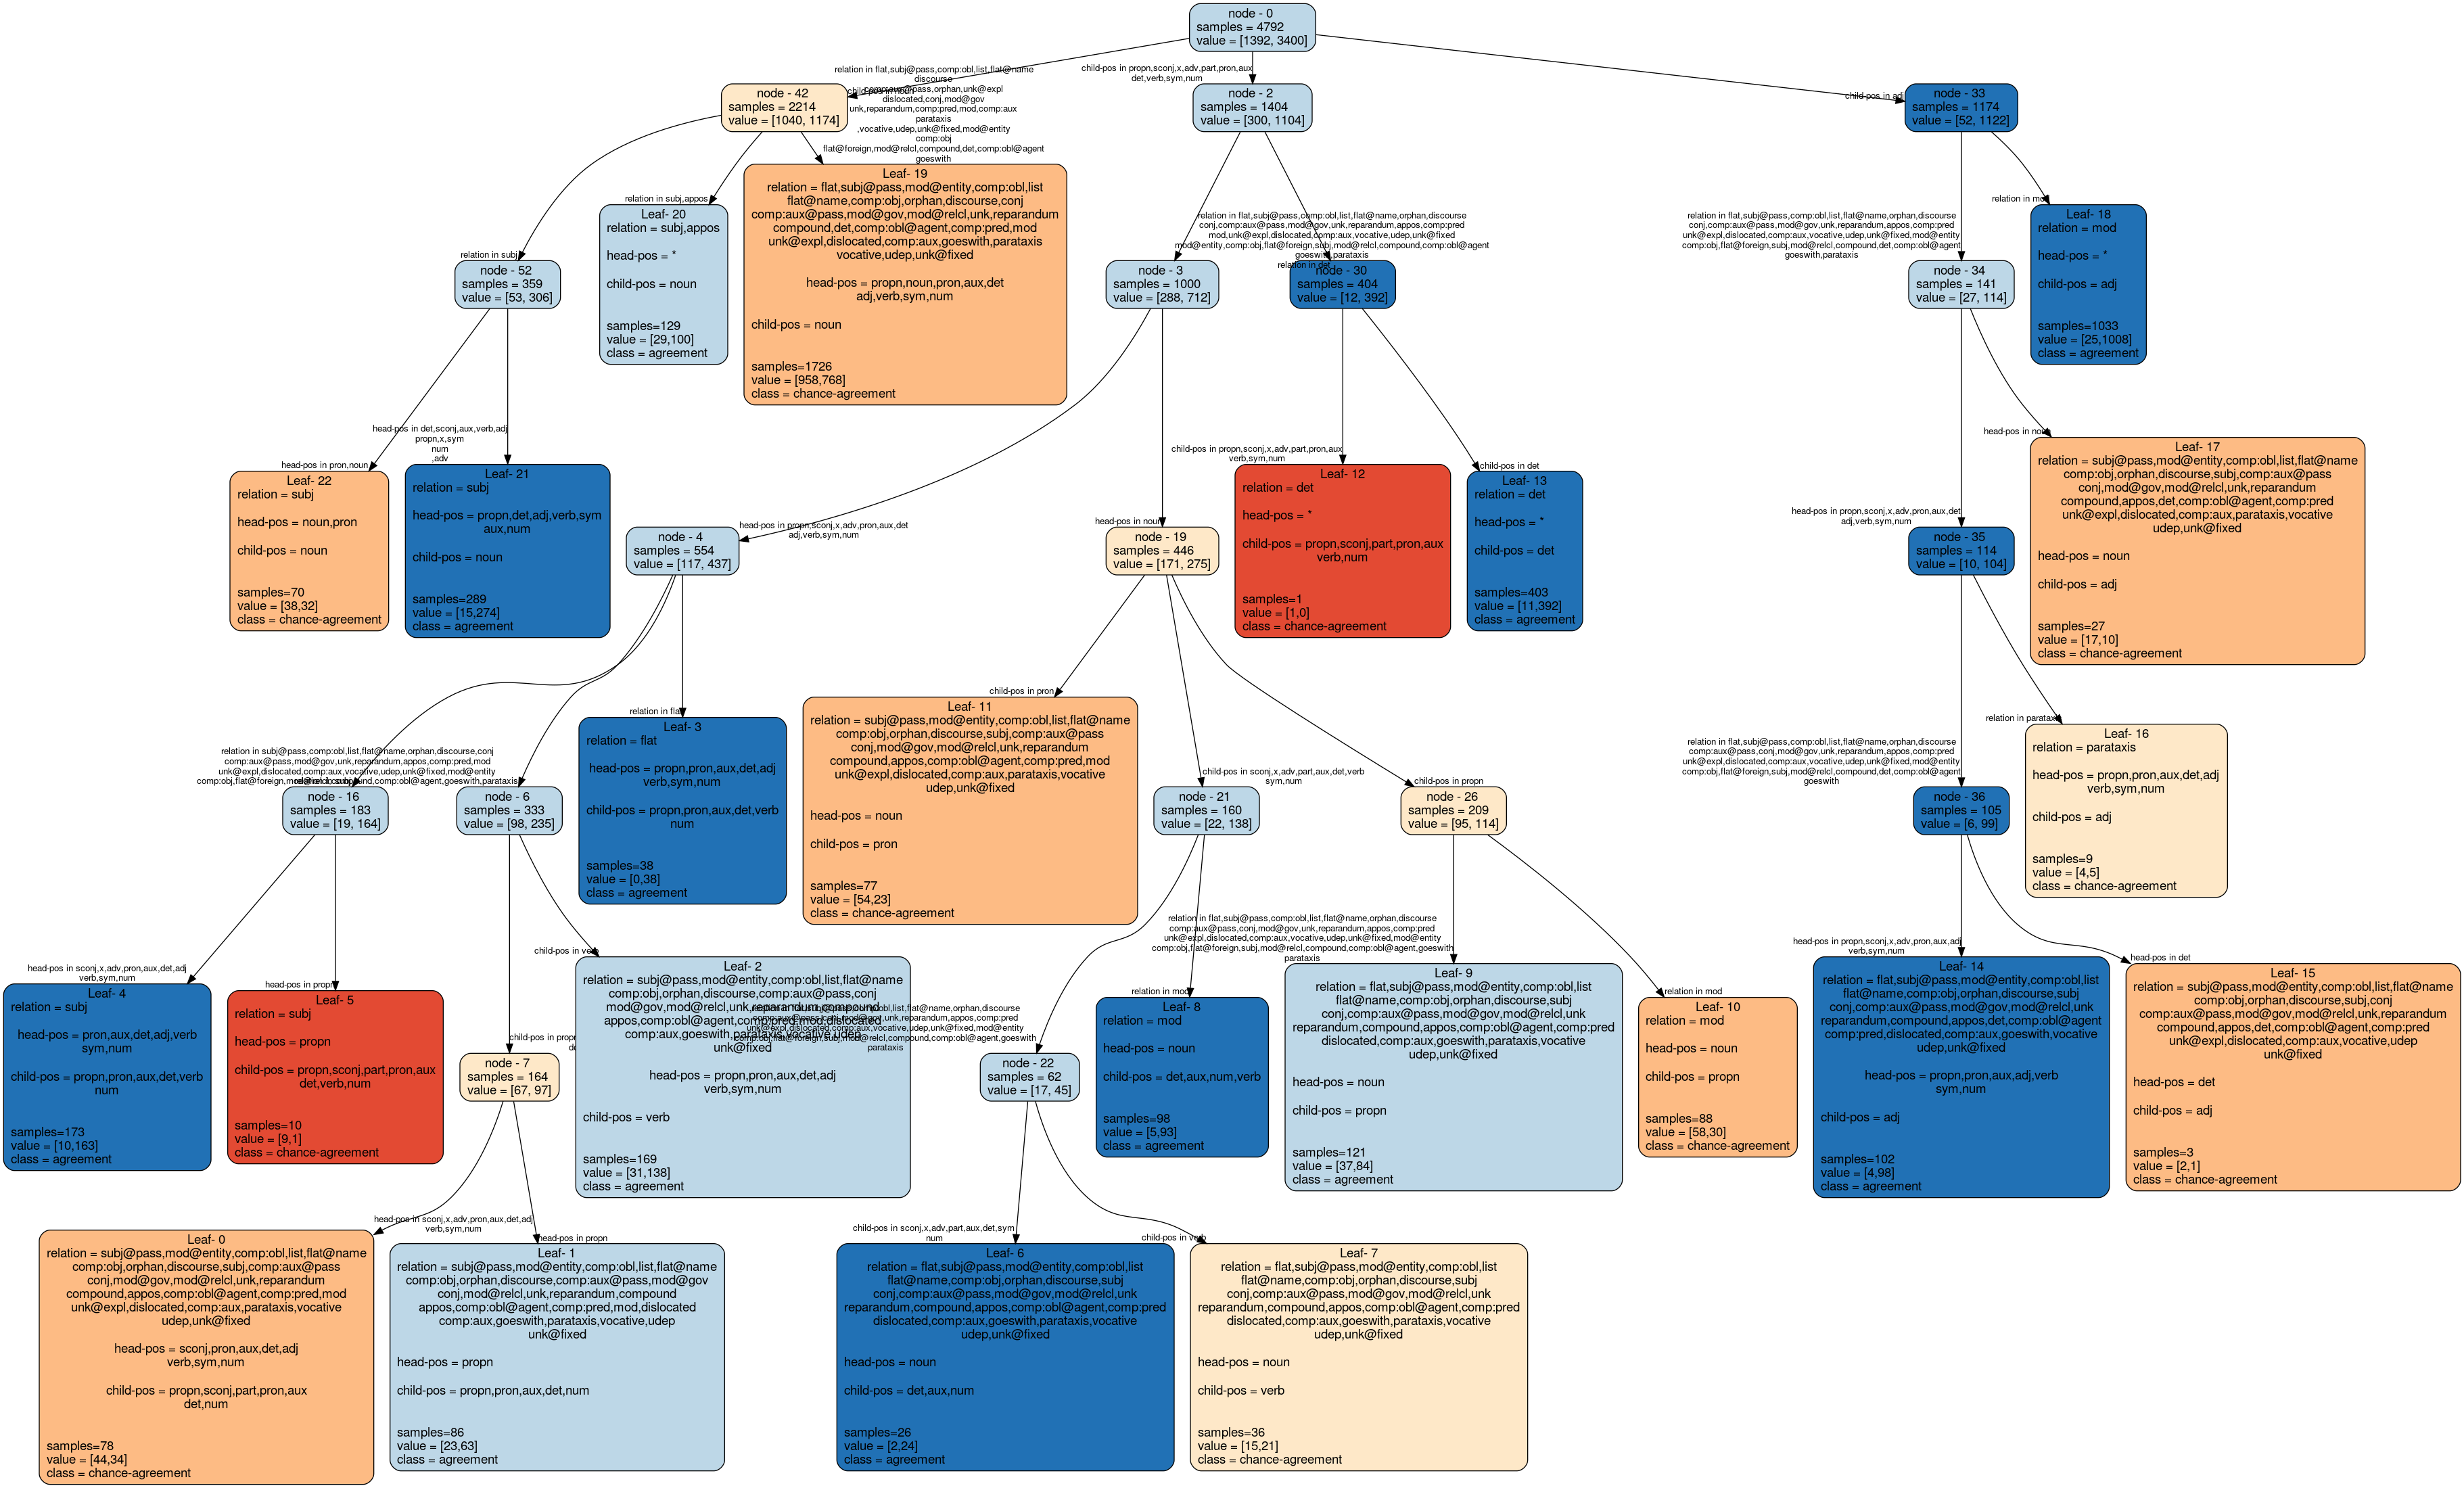 node - 0
samples = 4792
value = [1392, 3400]
relation in flat,subj@pass,comp:obl,list,flat@name
discourse
comp:aux@pass,orphan,unk@expl
dislocated,conj,mod@gov
unk,reparandum,comp:pred,mod,comp:aux
parataxis
,vocative,udep,unk@fixed,mod@entity
comp:obj
flat@foreign,mod@relcl,compound,det,comp:obl@agent
goeswith
child-pos in noun
child-pos in propn,sconj,x,adv,part,pron,aux
det,verb,sym,num
child-pos in adj
node - 42
samples = 2214
value = [1040, 1174]
node - 2
samples = 1404
value = [300, 1104]
node - 33
samples = 1174
value = [52, 1122]
relation in subj
relation in subj,appos
Leaf- 19
relation = flat,subj@pass,mod@entity,comp:obl,list
flat@name,comp:obj,orphan,discourse,conj
comp:aux@pass,mod@gov,mod@relcl,unk,reparandum
compound,det,comp:obl@agent,comp:pred,mod
unk@expl,dislocated,comp:aux,goeswith,parataxis
vocative,udep,unk@fixed
head-pos = propn,noun,pron,aux,det
adj,verb,sym,num
child-pos = noun
samples=1726
value = [958,768]
class = chance-agreement
Leaf- 20
relation = subj,appos
head-pos = *
child-pos = noun
samples=129
value = [29,100]
class = agreement
relation in flat,subj@pass,comp:obl,list,flat@name,orphan,discourse
conj,comp:aux@pass,mod@gov,unk,reparandum,appos,comp:pred
mod,unk@expl,dislocated,comp:aux,vocative,udep,unk@fixed
mod@entity,comp:obj,flat@foreign,subj,mod@relcl,compound,comp:obl@agent
goeswith,parataxis
relation in det
relation in flat,subj@pass,comp:obl,list,flat@name,orphan,discourse
conj,comp:aux@pass,mod@gov,unk,reparandum,appos,comp:pred
unk@expl,dislocated,comp:aux,vocative,udep,unk@fixed,mod@entity
comp:obj,flat@foreign,subj,mod@relcl,compound,det,comp:obl@agent
goeswith,parataxis
relation in mod
Leaf- 18
relation = mod
head-pos = *
child-pos = adj
samples=1033
value = [25,1008]
class = agreement
node - 52
samples = 359
value = [53, 306]
node - 3
samples = 1000
value = [288, 712]
node - 30
samples = 404
value = [12, 392]
node - 34
samples = 141
value = [27, 114]
head-pos in pron,noun
head-pos in det,sconj,aux,verb,adj
propn,x,sym
num
,adv
Leaf- 22
relation = subj
head-pos = noun,pron
child-pos = noun
samples=70
value = [38,32]
class = chance-agreement
Leaf- 21
relation = subj
head-pos = propn,det,adj,verb,sym
aux,num
child-pos = noun
samples=289
value = [15,274]
class = agreement
head-pos in propn,sconj,x,adv,pron,aux,det
adj,verb,sym,num
head-pos in noun
child-pos in propn,sconj,x,adv,part,pron,aux
verb,sym,num
child-pos in det
Leaf- 12
relation = det
head-pos = *
child-pos = propn,sconj,part,pron,aux
verb,num
samples=1
value = [1,0]
class = chance-agreement
Leaf- 13
relation = det
head-pos = *
child-pos = det
samples=403
value = [11,392]
class = agreement
head-pos in propn,sconj,x,adv,pron,aux,det
adj,verb,sym,num
head-pos in noun
Leaf- 17
relation = subj@pass,mod@entity,comp:obl,list,flat@name
comp:obj,orphan,discourse,subj,comp:aux@pass
conj,mod@gov,mod@relcl,unk,reparandum
compound,appos,det,comp:obl@agent,comp:pred
unk@expl,dislocated,comp:aux,parataxis,vocative
udep,unk@fixed
head-pos = noun
child-pos = adj
samples=27
value = [17,10]
class = chance-agreement
node - 4
samples = 554
value = [117, 437]
node - 19
samples = 446
value = [171, 275]
node - 35
samples = 114
value = [10, 104]
relation in subj@pass,comp:obl,list,flat@name,orphan,discourse,conj
comp:aux@pass,mod@gov,unk,reparandum,appos,comp:pred,mod
unk@expl,dislocated,comp:aux,vocative,udep,unk@fixed,mod@entity
comp:obj,flat@foreign,mod@relcl,compound,comp:obl@agent,goeswith,parataxis
relation in subj
relation in flat
Leaf- 3
relation = flat
head-pos = propn,pron,aux,det,adj
verb,sym,num
child-pos = propn,pron,aux,det,verb
num
samples=38
value = [0,38]
class = agreement
child-pos in pron
Leaf- 11
relation = subj@pass,mod@entity,comp:obl,list,flat@name
comp:obj,orphan,discourse,subj,comp:aux@pass
conj,mod@gov,mod@relcl,unk,reparandum
compound,appos,comp:obl@agent,comp:pred,mod
unk@expl,dislocated,comp:aux,parataxis,vocative
udep,unk@fixed
head-pos = noun
child-pos = pron
samples=77
value = [54,23]
class = chance-agreement
child-pos in sconj,x,adv,part,aux,det,verb
sym,num
child-pos in propn
relation in flat,subj@pass,comp:obl,list,flat@name,orphan,discourse
comp:aux@pass,conj,mod@gov,unk,reparandum,appos,comp:pred
unk@expl,dislocated,comp:aux,vocative,udep,unk@fixed,mod@entity
comp:obj,flat@foreign,subj,mod@relcl,compound,det,comp:obl@agent
goeswith
relation in parataxis
Leaf- 16
relation = parataxis
head-pos = propn,pron,aux,det,adj
verb,sym,num
child-pos = adj
samples=9
value = [4,5]
class = chance-agreement
node - 16
samples = 183
value = [19, 164]
node - 6
samples = 333
value = [98, 235]
node - 21
samples = 160
value = [22, 138]
node - 26
samples = 209
value = [95, 114]
node - 36
samples = 105
value = [6, 99]
head-pos in sconj,x,adv,pron,aux,det,adj
verb,sym,num
head-pos in propn
Leaf- 4
relation = subj
head-pos = pron,aux,det,adj,verb
sym,num
child-pos = propn,pron,aux,det,verb
num
samples=173
value = [10,163]
class = agreement
Leaf- 5
relation = subj
head-pos = propn
child-pos = propn,sconj,part,pron,aux
det,verb,num
samples=10
value = [9,1]
class = chance-agreement
child-pos in propn
child-pos in verb
Leaf- 2
relation = subj@pass,mod@entity,comp:obl,list,flat@name
comp:obj,orphan,discourse,comp:aux@pass,conj
mod@gov,mod@relcl,unk,reparandum,compound
appos,comp:obl@agent,comp:pred,mod,dislocated
comp:aux,goeswith,parataxis,vocative,udep
unk@fixed
head-pos = propn,pron,aux,det,adj
verb,sym,num
child-pos = verb
samples=169
value = [31,138]
class = agreement
unk@expl,dislocated,comp:aux,vocative,udep,unk@fixed,mod@entity
comp:obj,flat@foreign,subj,mod@relcl,compound,comp:obl@agent,goeswith
parataxis
relation in mod
Leaf- 8
relation = mod
head-pos = noun
child-pos = det,aux,num,verb
samples=98
value = [5,93]
class = agreement
relation in flat,subj@pass,comp:obl,list,flat@name,orphan,discourse
comp:aux@pass,conj,mod@gov,unk,reparandum,appos,comp:pred
unk@expl,dislocated,comp:aux,vocative,udep,unk@fixed,mod@entity
comp:obj,flat@foreign,subj,mod@relcl,compound,comp:obl@agent,goeswith
parataxis
Leaf- 9
relation = flat,subj@pass,mod@entity,comp:obl,list
flat@name,comp:obj,orphan,discourse,subj
conj,comp:aux@pass,mod@gov,mod@relcl,unk
reparandum,compound,appos,comp:obl@agent,comp:pred
dislocated,comp:aux,goeswith,parataxis,vocative
udep,unk@fixed
head-pos = noun
child-pos = propn
samples=121
value = [37,84]
class = agreement
relation in mod
Leaf- 10
relation = mod
head-pos = noun
child-pos = propn
samples=88
value = [58,30]
class = chance-agreement
head-pos in propn,sconj,x,adv,pron,aux,adj
verb,sym,num
Leaf- 14
relation = flat,subj@pass,mod@entity,comp:obl,list
flat@name,comp:obj,orphan,discourse,subj
conj,comp:aux@pass,mod@gov,mod@relcl,unk
reparandum,compound,appos,det,comp:obl@agent
comp:pred,dislocated,comp:aux,goeswith,vocative
udep,unk@fixed
head-pos = propn,pron,aux,adj,verb
sym,num
child-pos = adj
samples=102
value = [4,98]
class = agreement
head-pos in det
Leaf- 15
relation = subj@pass,mod@entity,comp:obl,list,flat@name
comp:obj,orphan,discourse,subj,conj
comp:aux@pass,mod@gov,mod@relcl,unk,reparandum
compound,appos,det,comp:obl@agent,comp:pred
unk@expl,dislocated,comp:aux,vocative,udep
unk@fixed
head-pos = det
child-pos = adj
samples=3
value = [2,1]
class = chance-agreement
node - 7
samples = 164
value = [67, 97]
node - 22
samples = 62
value = [17, 45]
head-pos in sconj,x,adv,pron,aux,det,adj
verb,sym,num
head-pos in propn
Leaf- 0
relation = subj@pass,mod@entity,comp:obl,list,flat@name
comp:obj,orphan,discourse,subj,comp:aux@pass
conj,mod@gov,mod@relcl,unk,reparandum
compound,appos,comp:obl@agent,comp:pred,mod
unk@expl,dislocated,comp:aux,parataxis,vocative
udep,unk@fixed
head-pos = sconj,pron,aux,det,adj
verb,sym,num
child-pos = propn,sconj,part,pron,aux
det,num
samples=78
value = [44,34]
class = chance-agreement
Leaf- 1
relation = subj@pass,mod@entity,comp:obl,list,flat@name
comp:obj,orphan,discourse,comp:aux@pass,mod@gov
conj,mod@relcl,unk,reparandum,compound
appos,comp:obl@agent,comp:pred,mod,dislocated
comp:aux,goeswith,parataxis,vocative,udep
unk@fixed
head-pos = propn
child-pos = propn,pron,aux,det,num
samples=86
value = [23,63]
class = agreement
child-pos in sconj,x,adv,part,aux,det,sym
num
child-pos in verb
Leaf- 6
relation = flat,subj@pass,mod@entity,comp:obl,list
flat@name,comp:obj,orphan,discourse,subj
conj,comp:aux@pass,mod@gov,mod@relcl,unk
reparandum,compound,appos,comp:obl@agent,comp:pred
dislocated,comp:aux,goeswith,parataxis,vocative
udep,unk@fixed
head-pos = noun
child-pos = det,aux,num
samples=26
value = [2,24]
class = agreement
Leaf- 7
relation = flat,subj@pass,mod@entity,comp:obl,list
flat@name,comp:obj,orphan,discourse,subj
conj,comp:aux@pass,mod@gov,mod@relcl,unk
reparandum,compound,appos,comp:obl@agent,comp:pred
dislocated,comp:aux,goeswith,parataxis,vocative
udep,unk@fixed
head-pos = noun
child-pos = verb
samples=36
value = [15,21]
class = chance-agreement